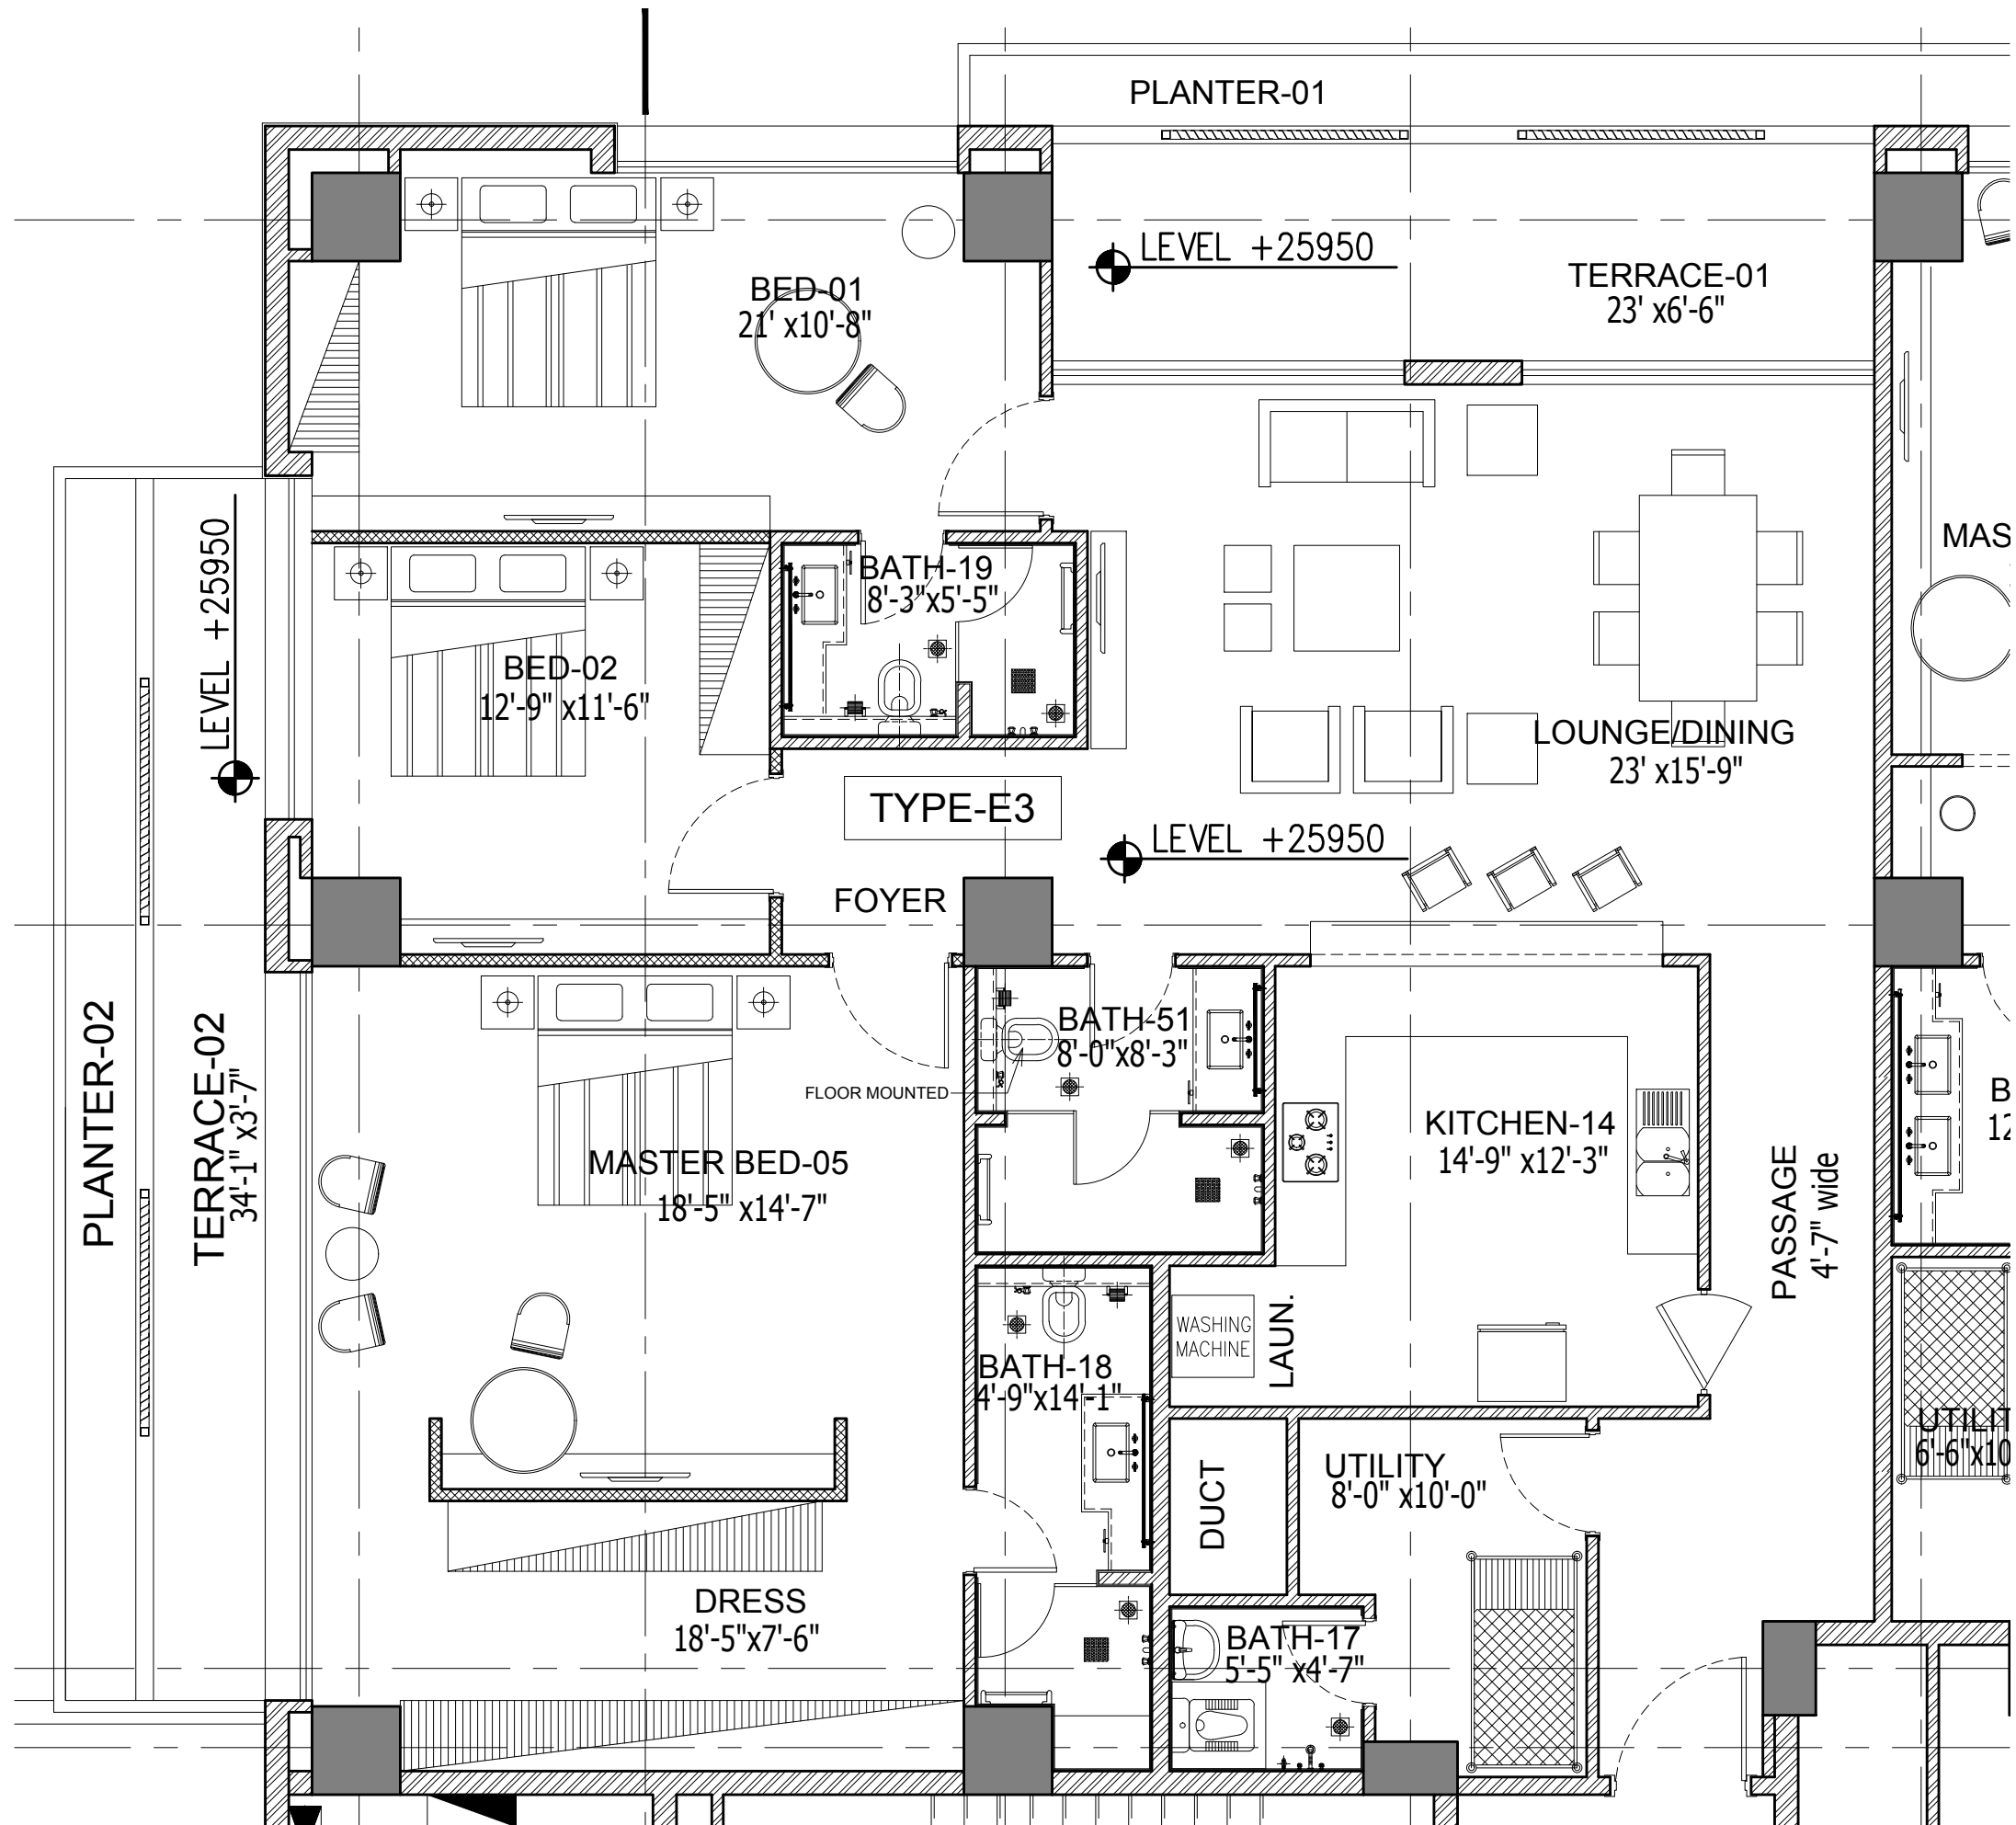 PLANTER-01
LEVEL +25950
TERRACE-01
23' x6'-6"
BED-01
21' x10'-8"
LEVEL +25950
MAS
BATH-19
8'-3"x5'-5"
BED-02
12'-9" x11'-6"
LOUNGE/DINING
23' x15'-9"
TYPE-E3
LEVEL +25950
FOYER
PLANTER-02
TERRACE-02
34'-1" x3'-7"
BATH-51
8'-0"x8'-3"
FLOOR MOUNTED
KITCHEN-14
14'-9" x12'-3"
B
12
MASTER BED-05
18'-5" x14'-7"
PASSAGE
4'-7" wide
WASHING
MACHINE
LAUN.
BATH-18
4'-9"x14'-1"
UTILIT
6'-6"x10
DUCT
UTILITY
8'-0" x10'-0"
DRESS
18'-5"x7'-6"
BATH-17
5'-5" x4'-7"